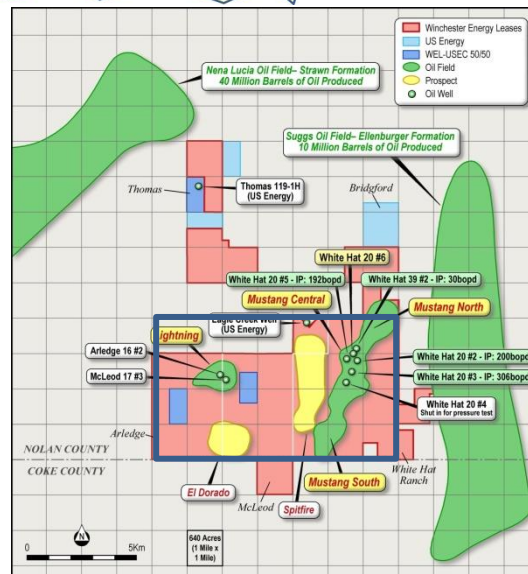 Winchester Energy Leases
US Energy
WEL-USEC 50/50
Oil Field
Prospect
Oil Well
Nena Lucia Oil Field– Strawn Formation
40 Million Barrels of Oil Produced
Suggs Oil Field– Ellenburger Formation
10 Million Barrels of Oil Produced
Thomas
Thomas 119-1H
(US Energy)
Bridgford
White Hat 20 #6
White Hat 20 #5 - IP: 192bopd
White Hat 39 #2 - IP: 30bopd
Mustang Central
Mustang North
Eagle Creek Well
(US Energy)
Lightning
Arledge 16 #2
McLeod 17 #3
White Hat 20 #2 - IP: 200bopd
White Hat 20 #3 - IP: 306bopd
White Hat 20 #4
Shut in for pressure test
Arledge
NOLAN COUNTY
COKE COUNTY
El Dorado
McLeod
Spitfire
Mustang South
White Hat
Ranch
N
0
5Km
640 Acres
(1 Mile x
1 Mile)